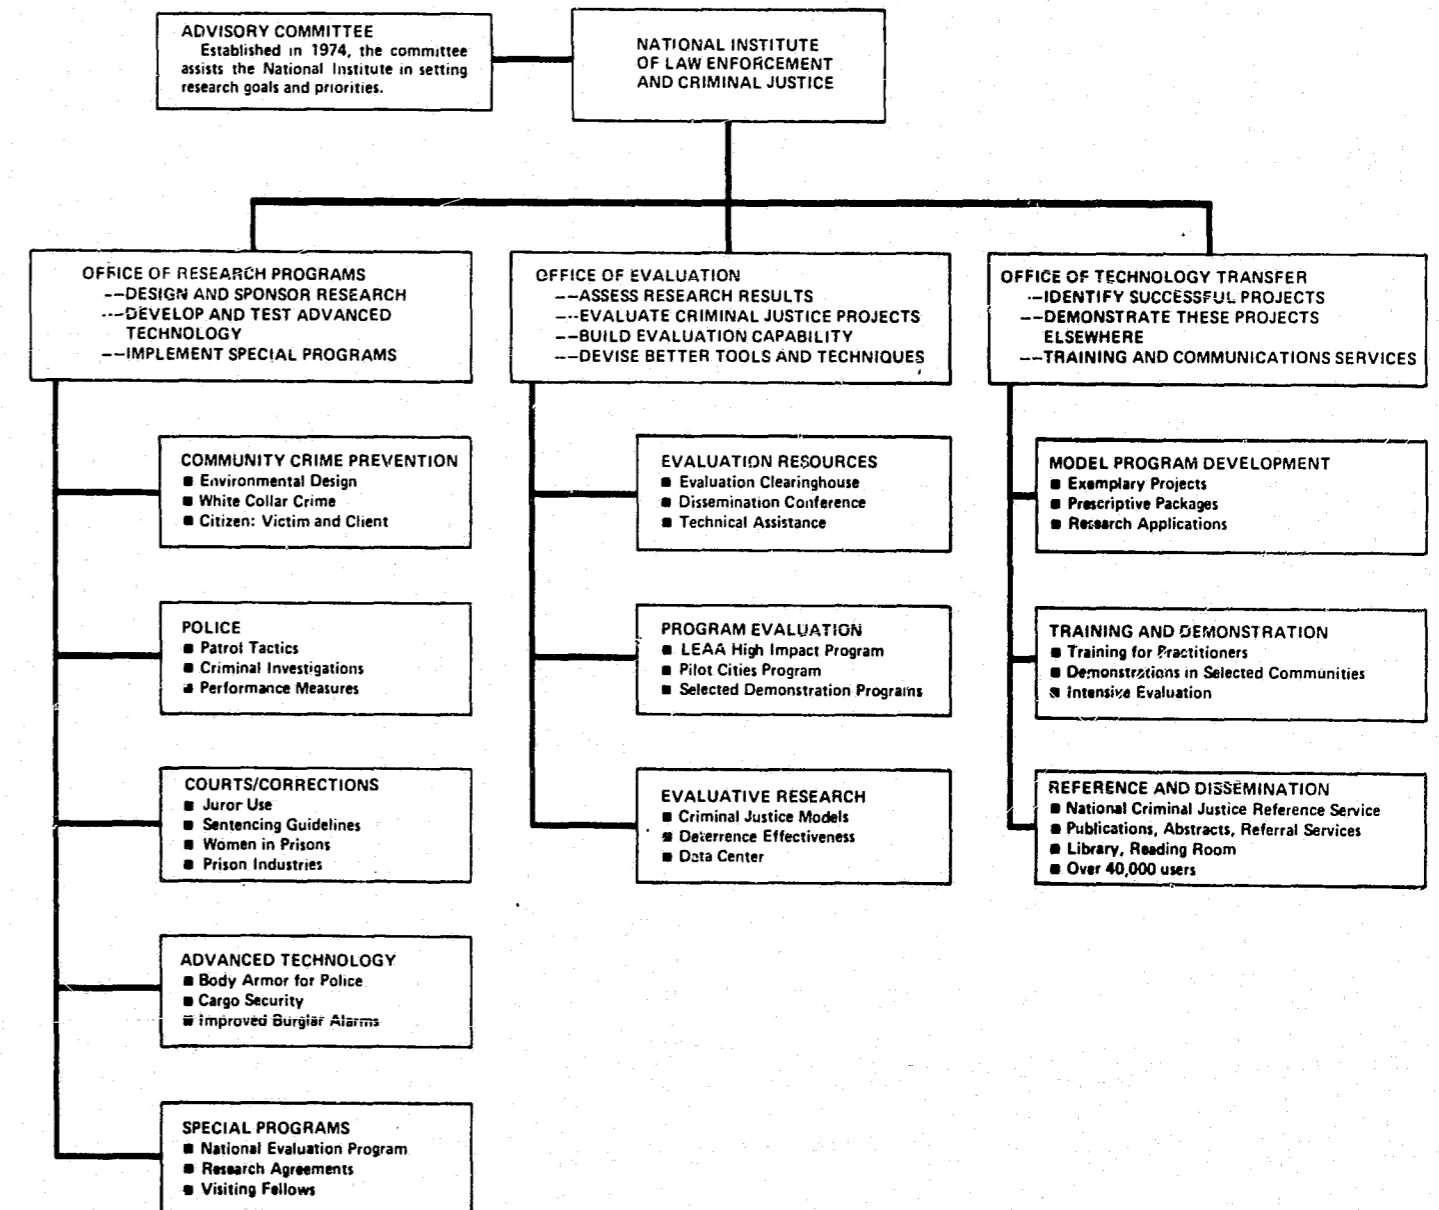 ADVISORY COMMITTEE
Established in 1974, the committee
assists the National Institute in setting
research goals and priorities.
NATIONAL INSTITUTE
OF LAW ENFORCEMENT
AND CRIMINAL JUSTICE
OFFICE OF RESEARCH PROGRAMS
--DESIGN AND SPONSOR RESEARCH
--DEVELOP AND TEST ADVANCED
TECHNOLOGY
--IMPLEMENT SPECIAL PROGRAMS
COMMUNITY CRIME PREVENTION
■ Environmental Design
■ White Collar Crime
■ Citizen: Victim and Client
POLICE
■ Patrol Tactics
■ Criminal Investigations
■ Performance Measures
COURTS/CORRECTIONS
■ Juror Use
■ Sentencing Guidelines
■ Women in Prisons
■ Prison Industries
ADVANCED TECHNOLOGY
■ Body Armor for Police
■ Cargo Security
■ Improved Burglar Alarms
SPECIAL PROGRAMS
■ National Evaluation Program
■ Research Agreements
■ Visiting Fellows
OFFICE OF EVALUATION
--ASSESS RESEARCH RESULTS
--EVALUATE CRIMINAL JUSTICE PROJECTS
--BUILD EVALUATION CAPABILITY
--DEVISE BETTER TOOLS AND TECHNIQUES
EVALUATION RESOURCES
■ Evaluation Clearinghouse
■ Dissemination Conference
■ Technical Assistance
PROGRAM EVALUATION
■ LEAA High Impact Program
■ Pilot Cities Program
■ Selected Demonstration Programs
EVALUATIVE RESEARCH
■ Criminal Justice Models
■ Deterrence Effectiveness
■ Data Center
OFFICE OF TECHNOLOGY TRANSFER
--IDENTIFY SUCCESSFUL PROJECTS
--DEMONSTRATE THESE PROJECTS
ELSEWHERE
--TRAINING AND COMMUNICATIONS SERVICES
MODEL PROGRAM DEVELOPMENT
■ Exemplary Projects
■ Prescriptive Packages
■ Research Applications
TRAINING AND DEMONSTRATION
■ Training for Practitioners
■ Demonstrations in Selected Communities
■ Intensive Evaluation
REFERENCE AND DISSEMINATION
■ National Criminal Justice Reference Service
■ Publications, Abstracts, Referral Services
■ Library, Reading Room
■ Over 40,000 users